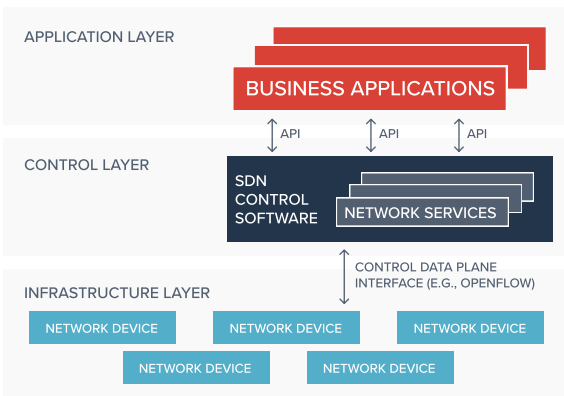 APPLICATION LAYER
BUSINESS APPLICATIONS
API
API
API
CONTROL LAYER
SDN
CONTROL
SOFTWARE
NETWORK SERVICES
CONTROL DATA PLANE
INTERFACE (E.G., OPENFLOW)
INFRASTRUCTURE LAYER
NETWORK DEVICE
NETWORK DEVICE
NETWORK DEVICE
NETWORK DEVICE
NETWORK DEVICE